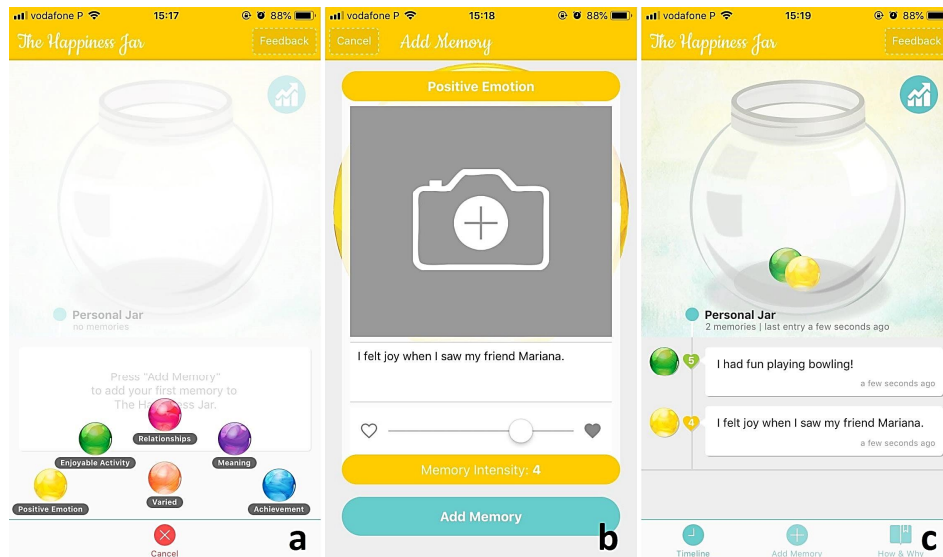 vodafone P 15:17 88%
The Happiness Jar Feedback
Personal Jar
no memories
Press "Add Memory"
to add your first memory to
The Happiness Jar.
Relationships
Enjoyable Activity
Meaning
Positive Emotion
Varied
Achievement
Cancel
a
vodafone P 15:18 88%
Cancel Add Memory
Positive Emotion
I felt joy when I saw my friend Mariana.
Memory Intensity: 4
Add Memory
b
vodafone P 15:19 88%
The Happiness Jar Feedback
Personal Jar
2 memories | last entry a few seconds ago
5
I had fun playing bowling!
a few seconds ago
4
I felt joy when I saw my friend Mariana.
a few seconds ago
Timeline
Add Memory
How & Why
c